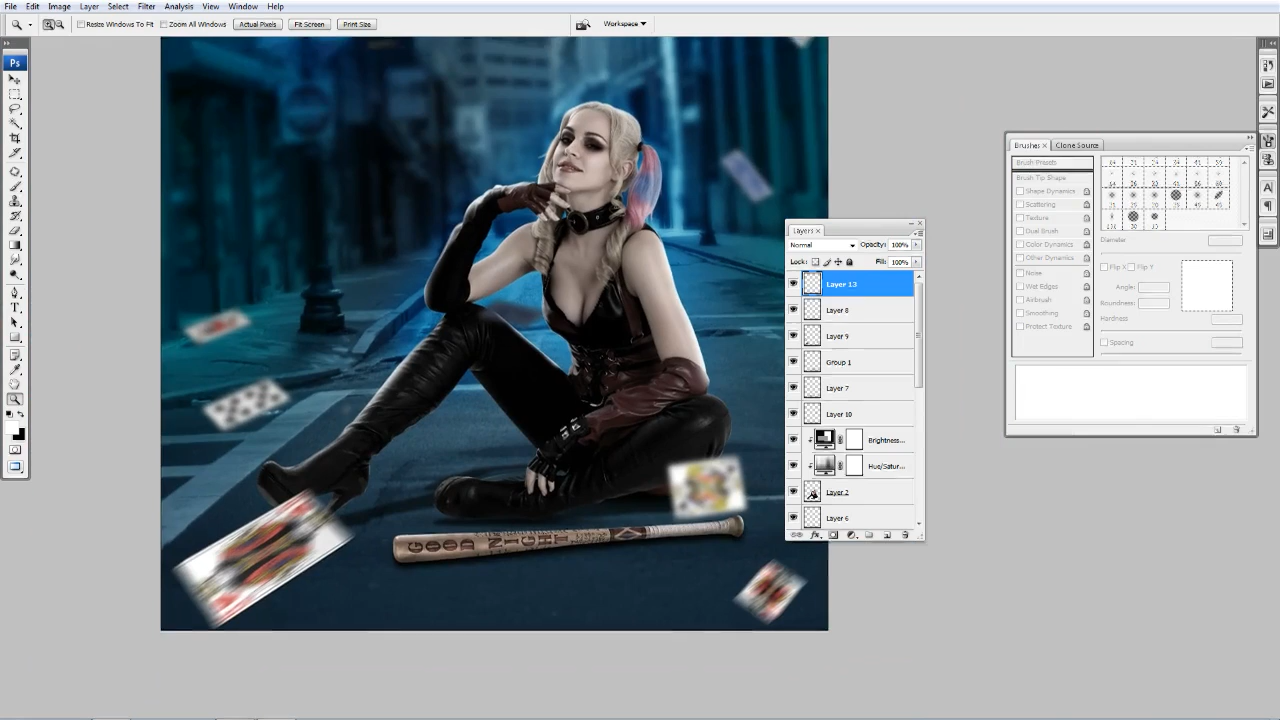 File Edit Image Layer Select Filter Analysis View Window Help
Resize Windows To Fit Zoom All Windows Actual Pixels Fit Screen Print Size Workspace
Ps
Brushes Clone Source
Brush Presets
Brush Tip Shape
Shape Dynamics
Scattering
Texture
Dual Brush
Color Dynamics
Other Dynamics
Noise
Wet Edges
Airbrush
Smoothing
Protect Texture
Diameter
Flip X Flip Y
Angle:
Roundness:
Hardness
Spacing
Layers
Normal Opacity: 100%
Lock: Fill: 100%
Layer 13
Layer 8
Layer 9
Group 1
Layer 7
Layer 10
Brightness...
Hue/Satur...
Layer 2
Layer 6
GOOD NIGHT